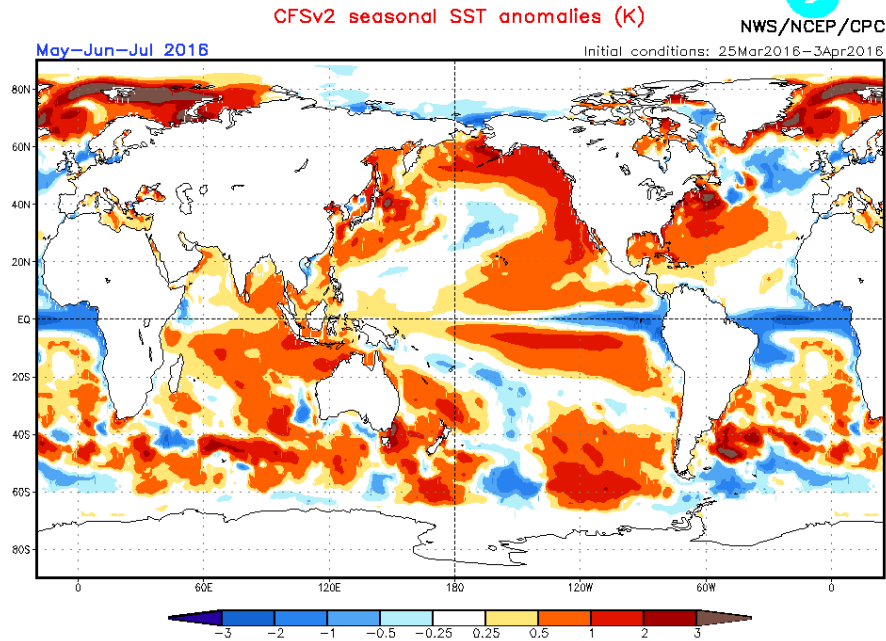 CFSv2 seasonal SST anomalies (K)
NWS/NCEP/CPC
May-Jun-Jul 2016
Initial conditions: 25Mar2016-3Apr2016
80N
60N
40N
20N
EQ
20S
40S
60S
80S
0 60E 120E 180 120W 60W 0
-3 -2 -1 -0.5 -0.25 0.25 0.5 1 2 3